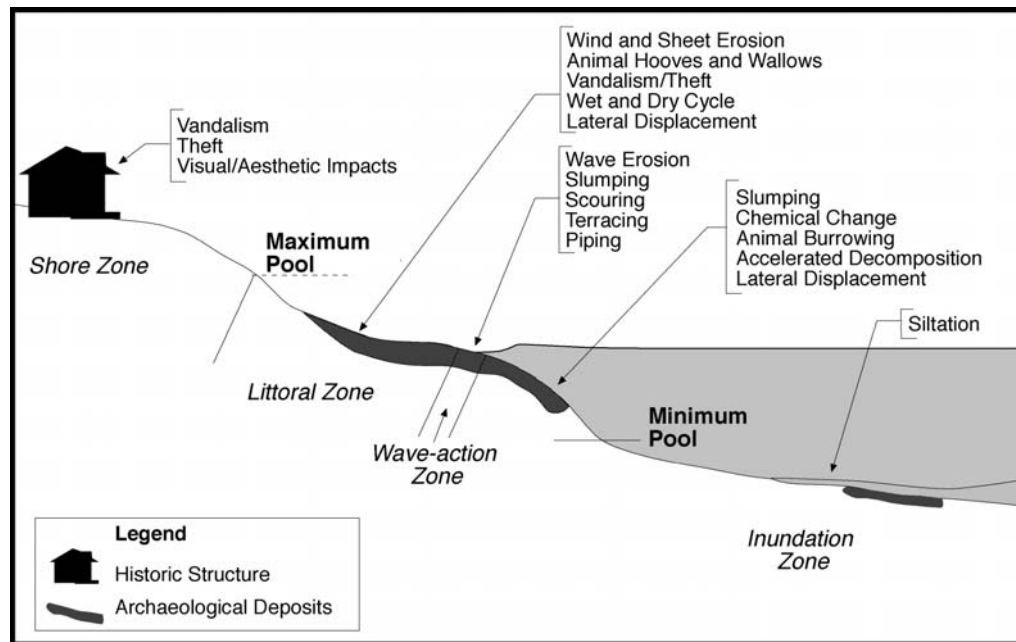 Wind and Sheet Erosion
Animal Hooves and Wallows
Vandalism/Theft
Wet and Dry Cycle
Lateral Displacement
Vandalism
Theft
Visual/Aesthetic Impacts
Wave Erosion
Slumping
Scouring
Terracing
Piping
Slumping
Chemical Change
Animal Burrowing
Accelerated Decomposition
Lateral Displacement
Maximum
Pool
Shore Zone
Siltation
Littoral Zone
Minimum
Pool
Wave-action
Zone
Inundation
Zone
Legend
Historic Structure
Archaeological Deposits